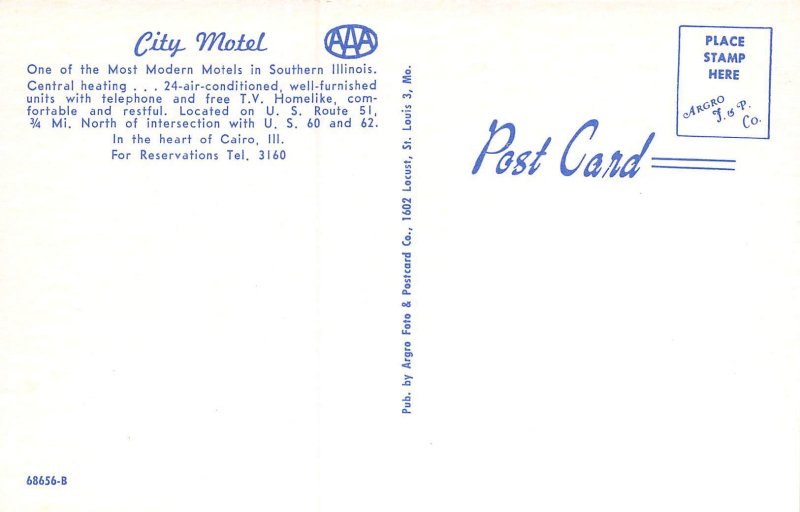 City Motel
AAA
One of the Most Modern Motels in Southern Illinois.
Central heating . . . 24-air-conditioned, well-furnished
units with telephone and free T.V. Homelike, com-
fortable and restful. Located on U. S. Route 51,
¾ Mi. North of intersection with U. S. 60 and 62.
In the heart of Cairo, Ill.
For Reservations Tel. 3160
68656-B
Pub. by Argro Foto & Postcard Co., 1602 Locust, St. Louis 3, Mo.
Post Card
PLACE
STAMP
HERE
ARGRO
F. & P.
Co.